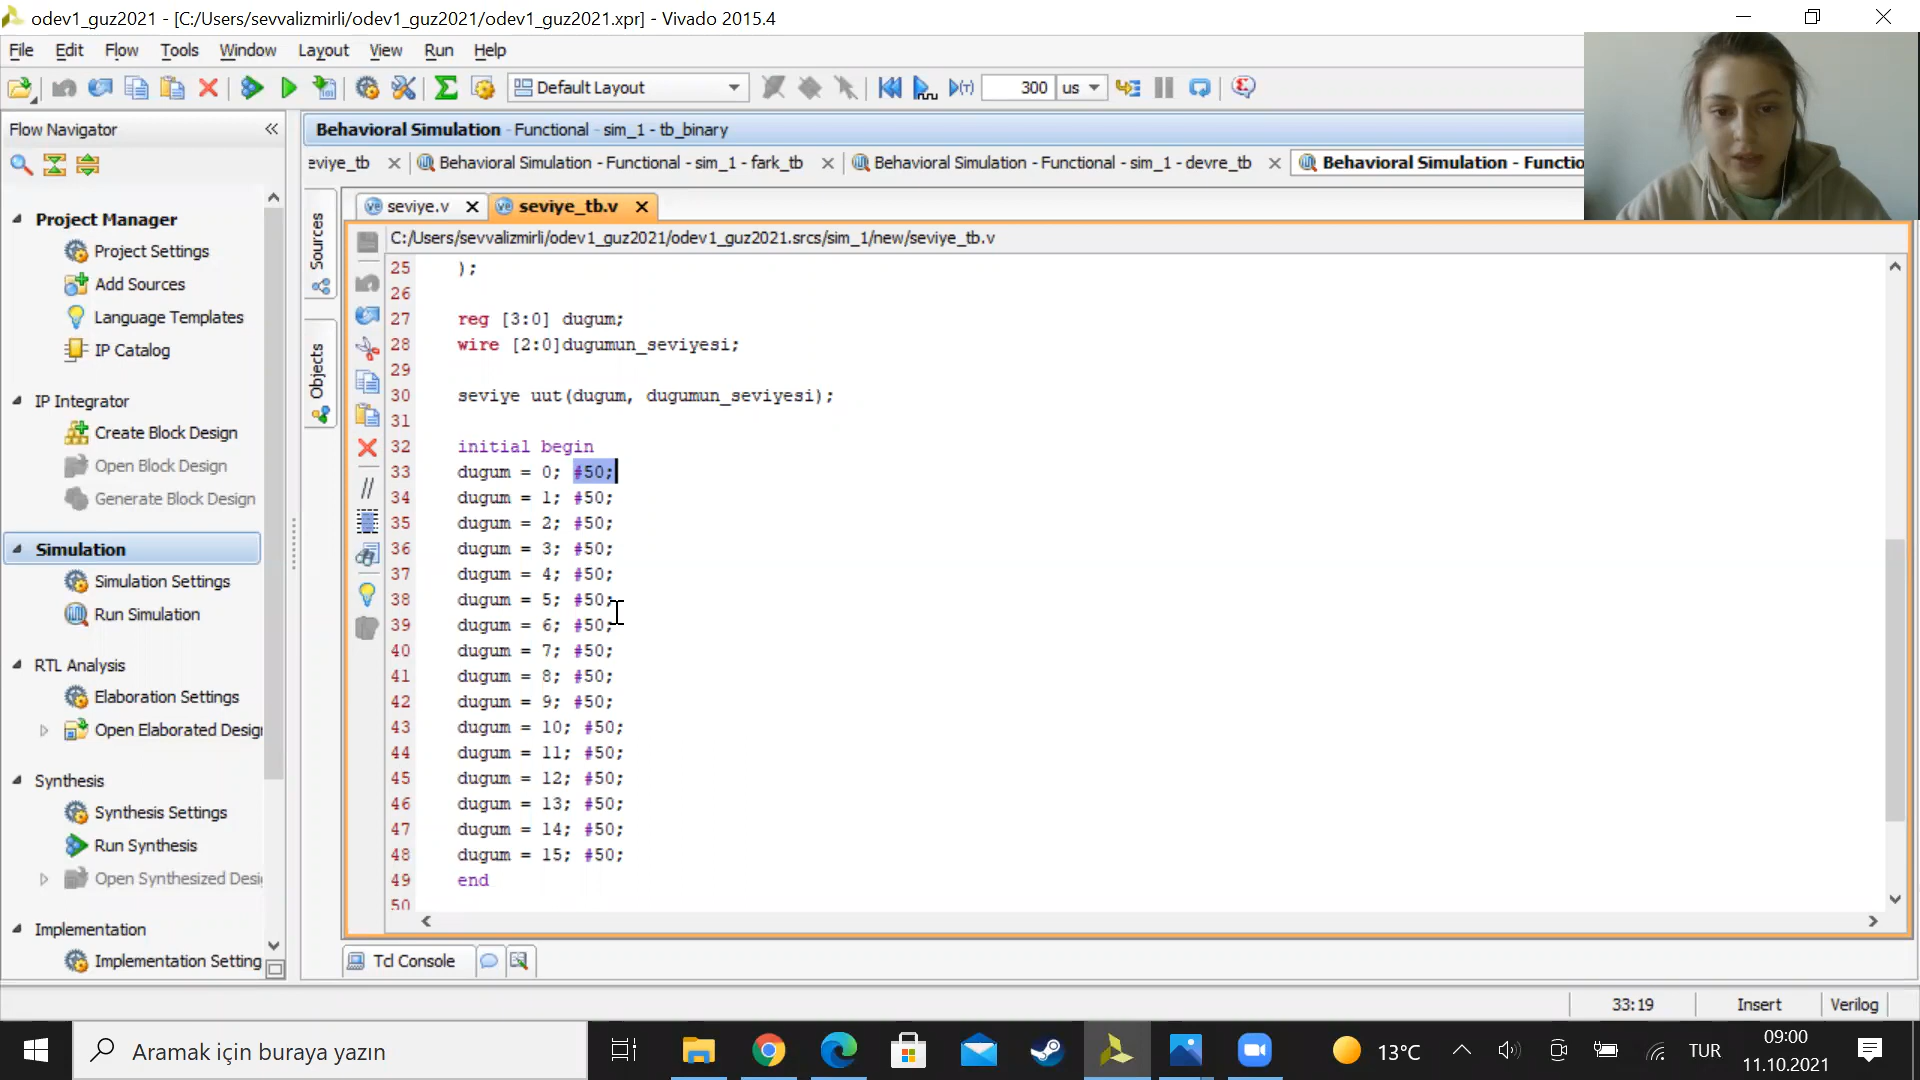 odev1_guz2021 - [C:/Users/sevvalizmirli/odev1_guz2021/odev1_guz2021.xpr] - Vivado 2015.4
File Edit Flow Tools Window Layout View Run Help
Default Layout 300 us
Flow Navigator
Behavioral Simulation - Functional - sim_1 - tb_binary
eviye_tb Behavioral Simulation - Functional - sim_1 - fark_tb Behavioral Simulation - Functional - sim_1 - devre_tb Behavioral Simulation - Functio
seviye.v seviye_tb.v
C:/Users/sevvalizmirli/odev1_guz2021/odev1_guz2021.srcs/sim_1/new/seviye_tb.v
Project Manager
Project Settings
Add Sources
Language Templates
IP Catalog
IP Integrator
Create Block Design
Open Block Design
Generate Block Design
Simulation
Simulation Settings
Run Simulation
RTL Analysis
Elaboration Settings
Open Elaborated Desig
Synthesis
Synthesis Settings
Run Synthesis
Open Synthesized Desi
Implementation
Implementation Setting
Sources
Objects
25 );
26
27 reg [3:0] dugum;
28 wire [2:0]dugumun_seviyesi;
29
30 seviye uut(dugum, dugumun_seviyesi);
31
32 initial begin
33 dugum = 0; #50;
34 dugum = 1; #50;
35 dugum = 2; #50;
36 dugum = 3; #50;
37 dugum = 4; #50;
38 dugum = 5; #50;
39 dugum = 6; #50;
40 dugum = 7; #50;
41 dugum = 8; #50;
42 dugum = 9; #50;
43 dugum = 10; #50;
44 dugum = 11; #50;
45 dugum = 12; #50;
46 dugum = 13; #50;
47 dugum = 14; #50;
48 dugum = 15; #50;
49 end
50
Tcl Console
33:19 Insert Verilog
Aramak için buraya yazın
13°C
TUR
09:00
11.10.2021